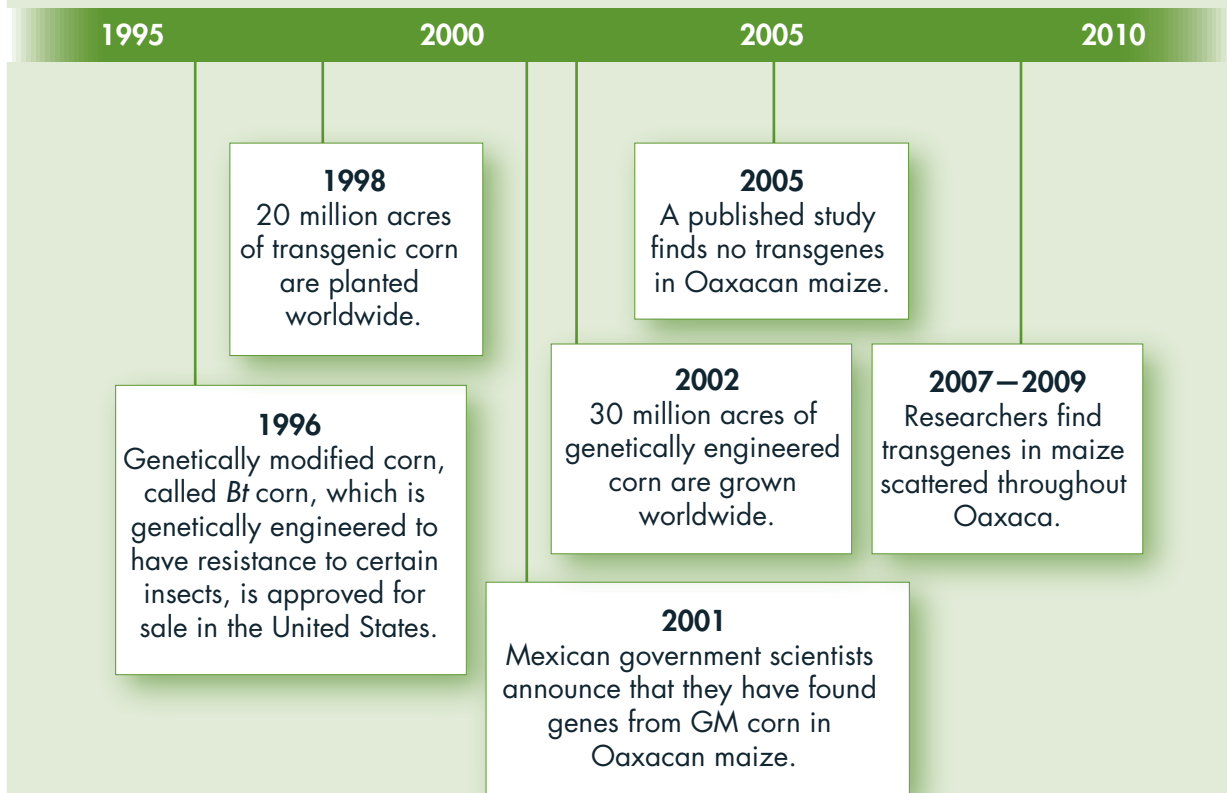 1995 2000 2005 2010
1998
20 million acres
of transgenic corn
are planted
worldwide.
2005
A published study
finds no transgenes
in Oaxacan maize.
1996
Genetically modified corn,
called Bt corn, which is
genetically engineered to
have resistance to certain
insects, is approved for
sale in the United States.
2002
30 million acres of
genetically engineered
corn are grown
worldwide.
2007—2009
Researchers find
transgenes in maize
scattered throughout
Oaxaca.
2001
Mexican government scientists
announce that they have found
genes from GM corn in
Oaxacan maize.